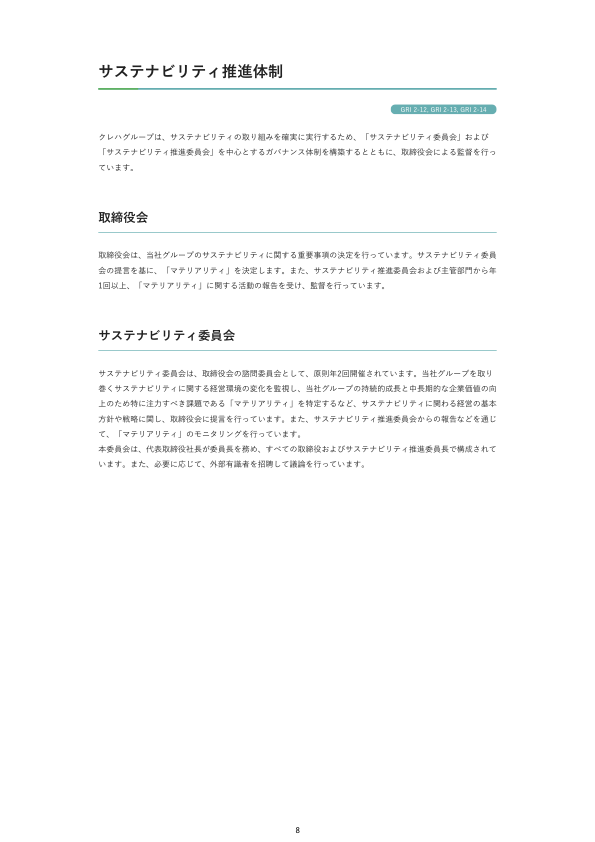 サステナビリティ推進体制
GRI 2-12, GRI 2-13, GRI 2-14
クレハグループは、サステナビリティの取り組みを確実に実行するため、「サステナビリティ委員会」および
「サステナビリティ推進委員会」を中心とするガバナンス体制を構築するとともに、取締役会による監督を行っ
ています。
取締役会
取締役会は、当社グループのサステナビリティに関する重要事項の決定を行っています。サステナビリティ委員
会の提言を基に、「マテリアリティ」を決定します。また、サステナビリティ推進委員会および主管部門から年
1回以上、「マテリアリティ」に関する活動の報告を受け、監督を行っています。
サステナビリティ委員会
サステナビリティ委員会は、取締役会の諮問委員会として、原則年2回開催されています。当社グループを取り
巻くサステナビリティに関する経営環境の変化を監視し、当社グループの持続的成長と中長期的な企業価値の向
上のため特に注力すべき課題である「マテリアリティ」を特定するなど、サステナビリティに関わる経営の基本
方針や戦略に関し、取締役会に提言を行っています。また、サステナビリティ推進委員会からの報告などを通じ
て、「マテリアリティ」のモニタリングを行っています。
本委員会は、代表取締役社長が委員長を務め、すべての取締役およびサステナビリティ推進委員長で構成されて
います。また、必要に応じて、外部有識者を招聘して議論を行っています。
8